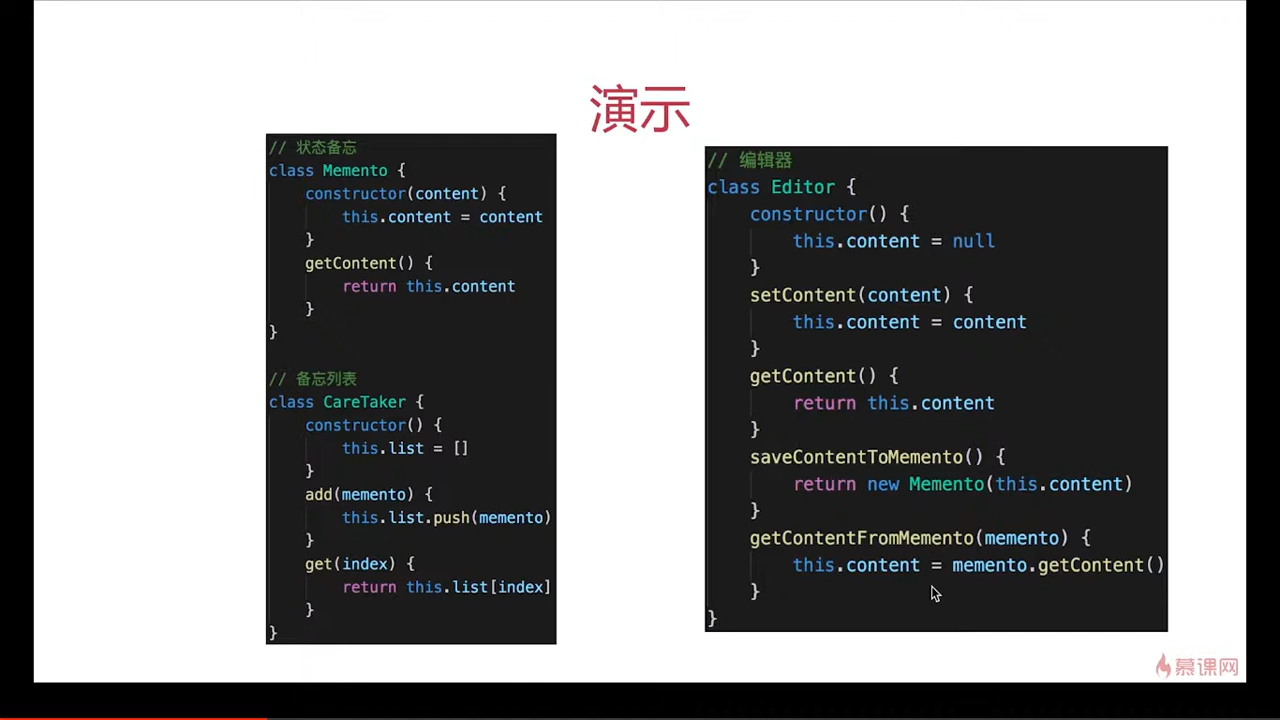 演示
// 状态备忘
class Memento {
    constructor(content) {
        this.content = content
    }
    getContent() {
        return this.content
    }
}
// 备忘列表
class CareTaker {
    constructor() {
        this.list = []
    }
    add(memento) {
        this.list.push(memento)
    }
    get(index) {
        return this.list[index]
    }
}
// 编辑器
class Editor {
    constructor() {
        this.content = null
    }
    setContent(content) {
        this.content = content
    }
    getContent() {
        return this.content
    }
    saveContentToMemento() {
        return new Memento(this.content)
    }
    getContentFromMemento(memento) {
        this.content = memento.getContent()
    }
}
慕课网